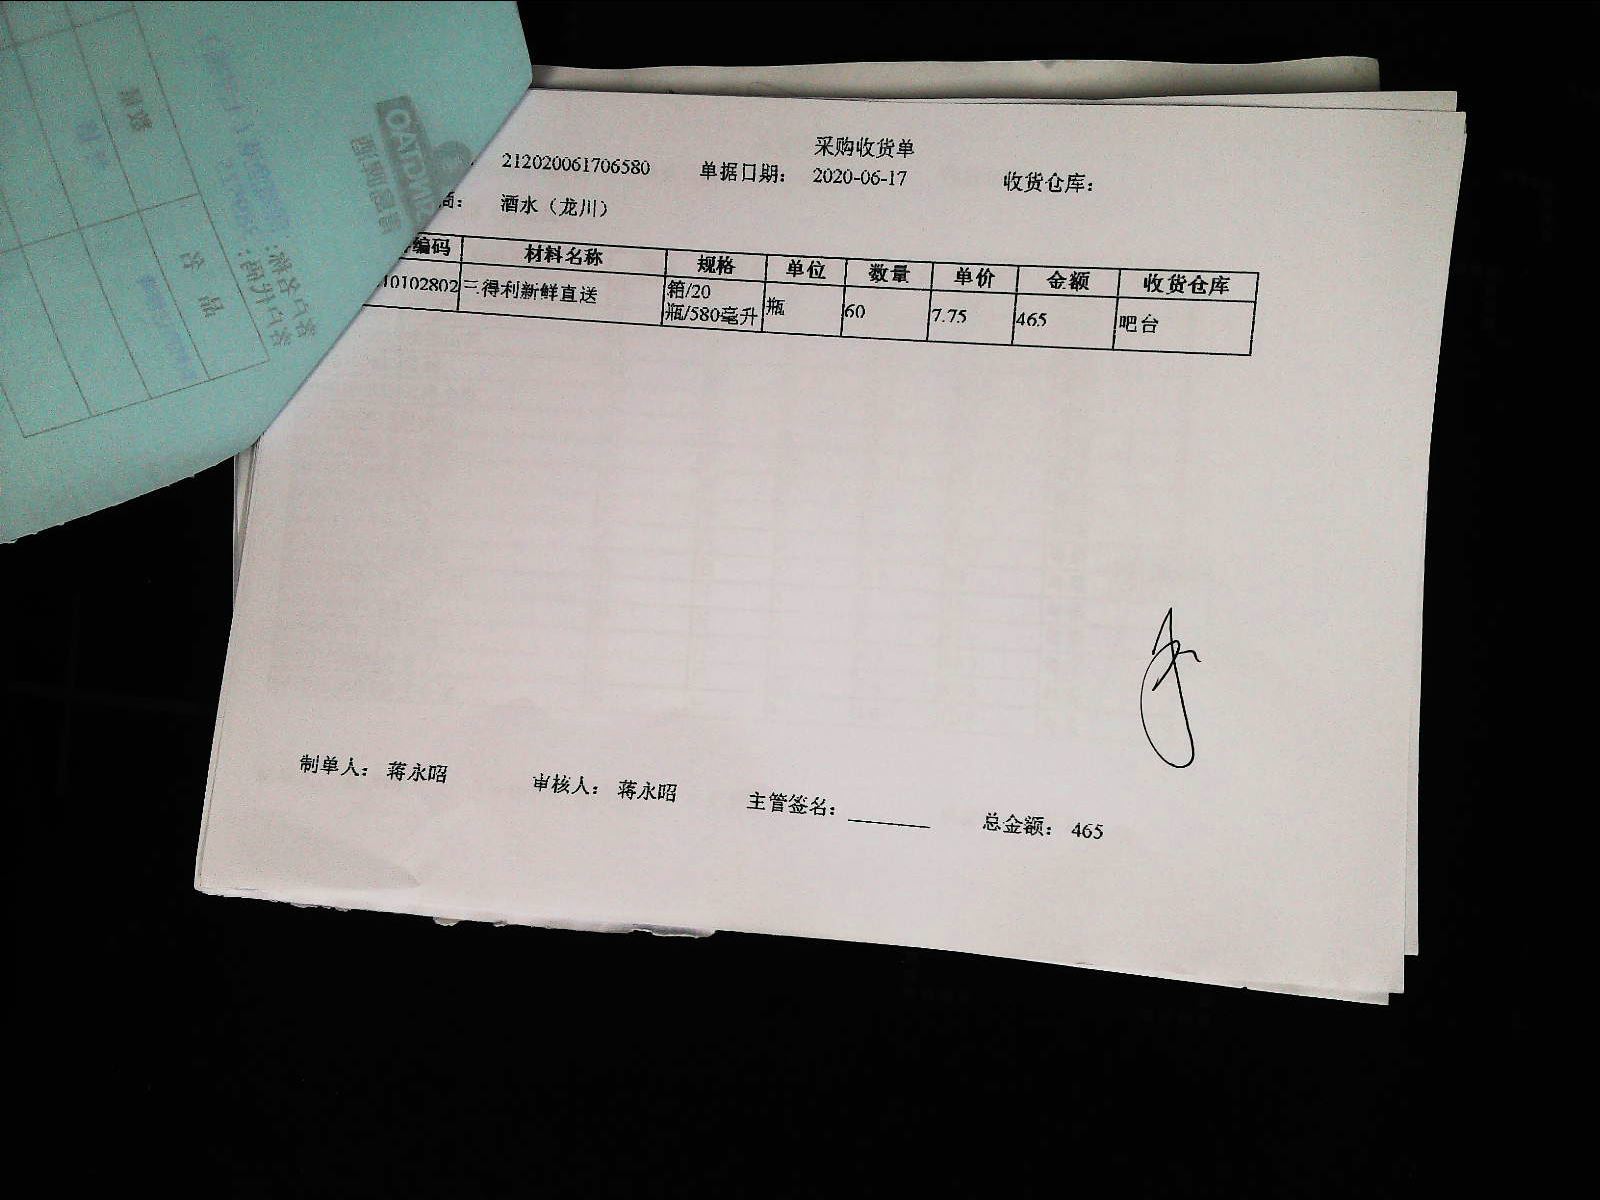 采购收货单
212020061706580 单据日期： 2020-06-17 收货仓库：
商： 酒水（龙川）
编码 材料名称 规格 单位 数量 单价 金额 收货仓库
10102802 三得利新鲜直送 箱/20瓶/580毫升 瓶 60 7.75 465 吧台
制单人： 蒋永昭 审核人： 蒋永昭 主管签名：________ 总金额： 465